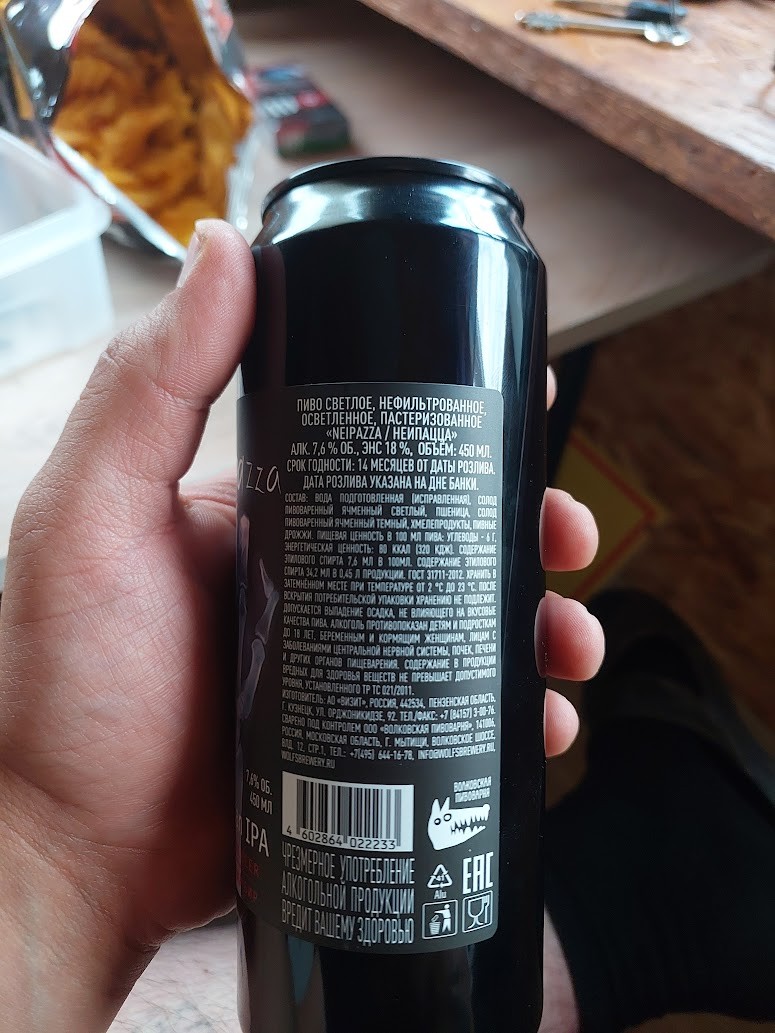 ПИВО СВЕТЛОЕ, НЕФИЛЬТРОВАННОЕ,
ОСВЕТЛЕННОЕ, ПАСТЕРИЗОВАННОЕ
«NEIPAZZA / НЕИПАЦЦА»
АЛК. 7,6 % ОБ., ЭНС 18 %, ОБЪЁМ: 450 МЛ.
СРОК ГОДНОСТИ: 14 МЕСЯЦЕВ ОТ ДАТЫ РОЗЛИВА.
ДАТА РОЗЛИВА УКАЗАНА НА ДНЕ БАНКИ.
СОСТАВ: ВОДА ПОДГОТОВЛЕННАЯ (ИСПРАВЛЕННАЯ), СОЛОД
ПИВОВАРЕННЫЙ ЯЧМЕННЫЙ СВЕТЛЫЙ, ПШЕНИЦА, СОЛОД
ПИВОВАРЕННЫЙ ЯЧМЕННЫЙ ТЕМНЫЙ, ХМЕЛЕПРОДУКТЫ, ПИВНЫЕ
ДРОЖЖИ. ПИЩЕВАЯ ЦЕННОСТЬ В 100 МЛ ПИВА: УГЛЕВОДЫ - 6 Г,
ЭНЕРГЕТИЧЕСКАЯ ЦЕННОСТЬ: 80 ККАЛ (320 КДЖ). СОДЕРЖАНИЕ
ЭТИЛОВОГО СПИРТА 7,6 МЛ В 100МЛ. СОДЕРЖАНИЕ ЭТИЛОВОГО
СПИРТА 34,2 МЛ В 0,45 Л ПРОДУКЦИИ. ГОСТ 31711-2012. ХРАНИТЬ В
ЗАТЕМНЁННОМ МЕСТЕ ПРИ ТЕМПЕРАТУРЕ ОТ 2 °C ДО 23 °C. ПОСЛЕ
ВСКРЫТИЯ ПОТРЕБИТЕЛЬСКОЙ УПАКОВКИ ХРАНЕНИЮ НЕ ПОДЛЕЖИТ.
ДОПУСКАЕТСЯ ВЫПАДЕНИЕ ОСАДКА, НЕ ВЛИЯЮЩЕГО НА ВКУСОВЫЕ
КАЧЕСТВА ПИВА. АЛКОГОЛЬ ПРОТИВОПОКАЗАН ДЕТЯМ И ПОДРОСТКАМ
ДО 18 ЛЕТ, БЕРЕМЕННЫМ И КОРМЯЩИМ ЖЕНЩИНАМ, ЛИЦАМ С
ЗАБОЛЕВАНИЯМИ ЦЕНТРАЛЬНОЙ НЕРВНОЙ СИСТЕМЫ, ПОЧЕК, ПЕЧЕНИ
И ДРУГИХ ОРГАНОВ ПИЩЕВАРЕНИЯ. СОДЕРЖАНИЕ В ПРОДУКЦИИ
ВРЕДНЫХ ДЛЯ ЗДОРОВЬЯ ВЕЩЕСТВ НЕ ПРЕВЫШАЕТ ДОПУСТИМОГО
УРОВНЯ, УСТАНОВЛЕННОГО ТР ТС 021/2011.
ИЗГОТОВИТЕЛЬ: АО «ВИЗИТ», РОССИЯ, 442534, ПЕНЗЕНСКАЯ ОБЛАСТЬ,
Г. КУЗНЕЦК, УЛ. ОРДЖОНИКИДЗЕ, 92. ТЕЛ/ФАКС: +7 (84157) 3-00-76.
СВАРЕНО ПОД КОНТРОЛЕМ ООО «ВОЛКОВСКАЯ ПИВОВАРНЯ», 141006,
РОССИЯ, МОСКОВСКАЯ ОБЛАСТЬ, Г. МЫТИЩИ, ВОЛКОВСКОЕ ШОССЕ,
ВЛД. 12, СТР.1, ТЕЛ.: +7(495) 644-16-78, INFO@WOLFSBREWERY.RU,
WOLFSBREWERY.RU
azza
7,6% ОБ.
450 МЛ
IPA
4 602864 022233
ВОЛКОВСКАЯ
ПИВОВАРНЯ
41
Alu
EAC
ЧРЕЗМЕРНОЕ УПОТРЕБЛЕНИЕ
АЛКОГОЛЬНОЙ ПРОДУКЦИИ
ВРЕДИТ ВАШЕМУ ЗДОРОВЬЮ